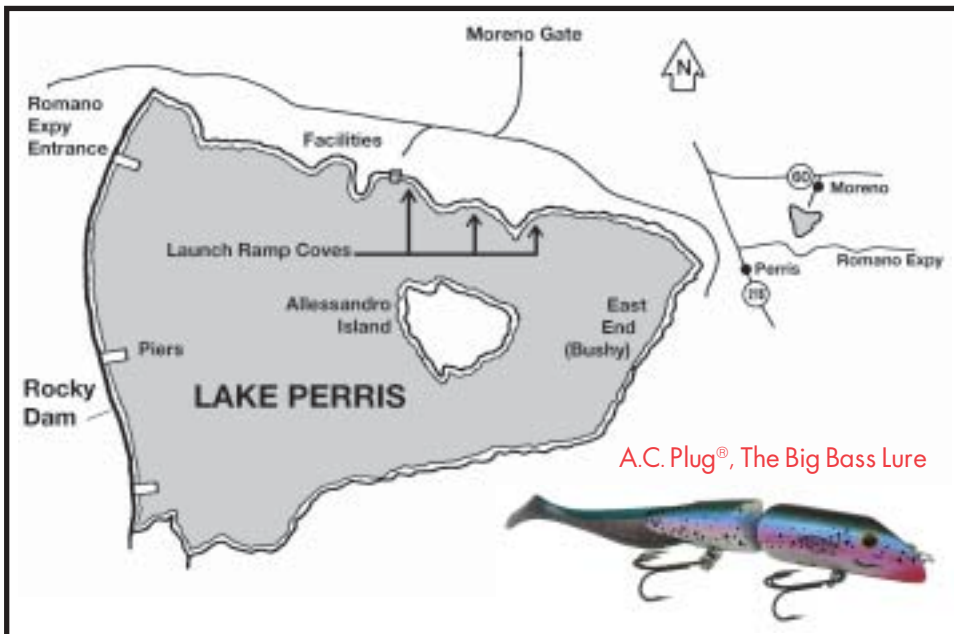 Moreno Gate
N
Romano
Expy
Entrance
Facilities
60
Moreno
Launch Ramp Coves
Romano Expy
Perris
215
Allessandro
Island
East
End
(Bushy)
Piers
Rocky
Dam
LAKE PERRIS
A.C. Plug®, The Big Bass Lure